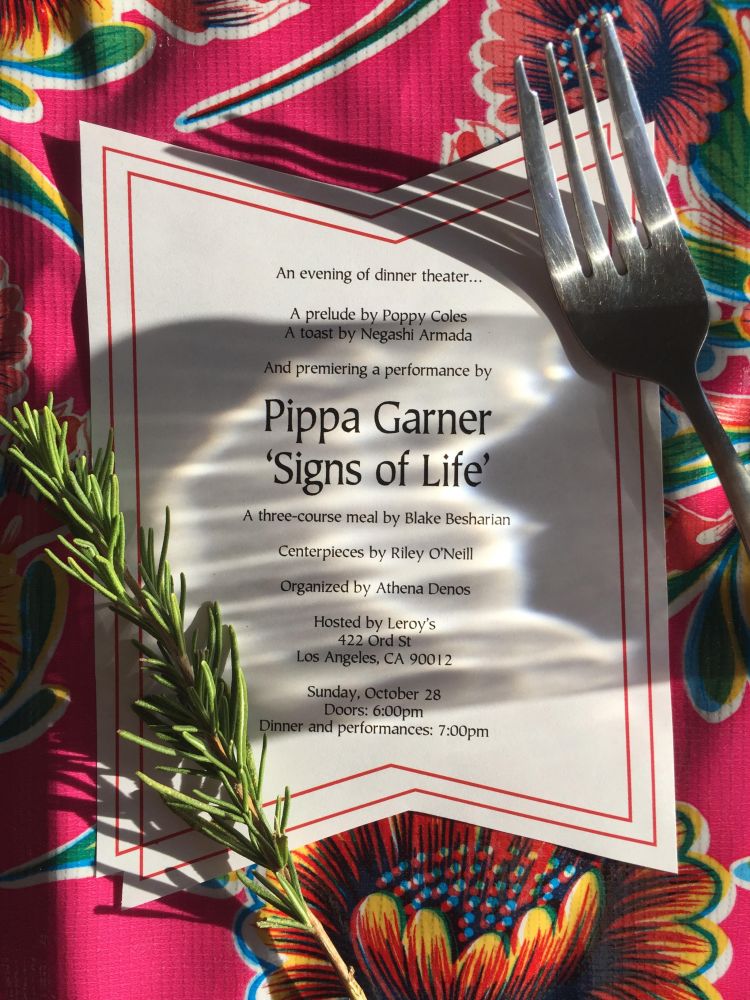 An evening of dinner theater...
A prelude by Poppy Coles
A toast by Negashi Armada
And premiering a performance by
Pippa Garner
‘Signs of Life’
A three-course meal by Blake Besharian
Centerpieces by Riley O’Neill
Organized by Athena Denos
Hosted by Leroy’s
422 Ord St
Los Angeles, CA 90012
Sunday, October 28
Doors: 6:00pm
Dinner and performances: 7:00pm